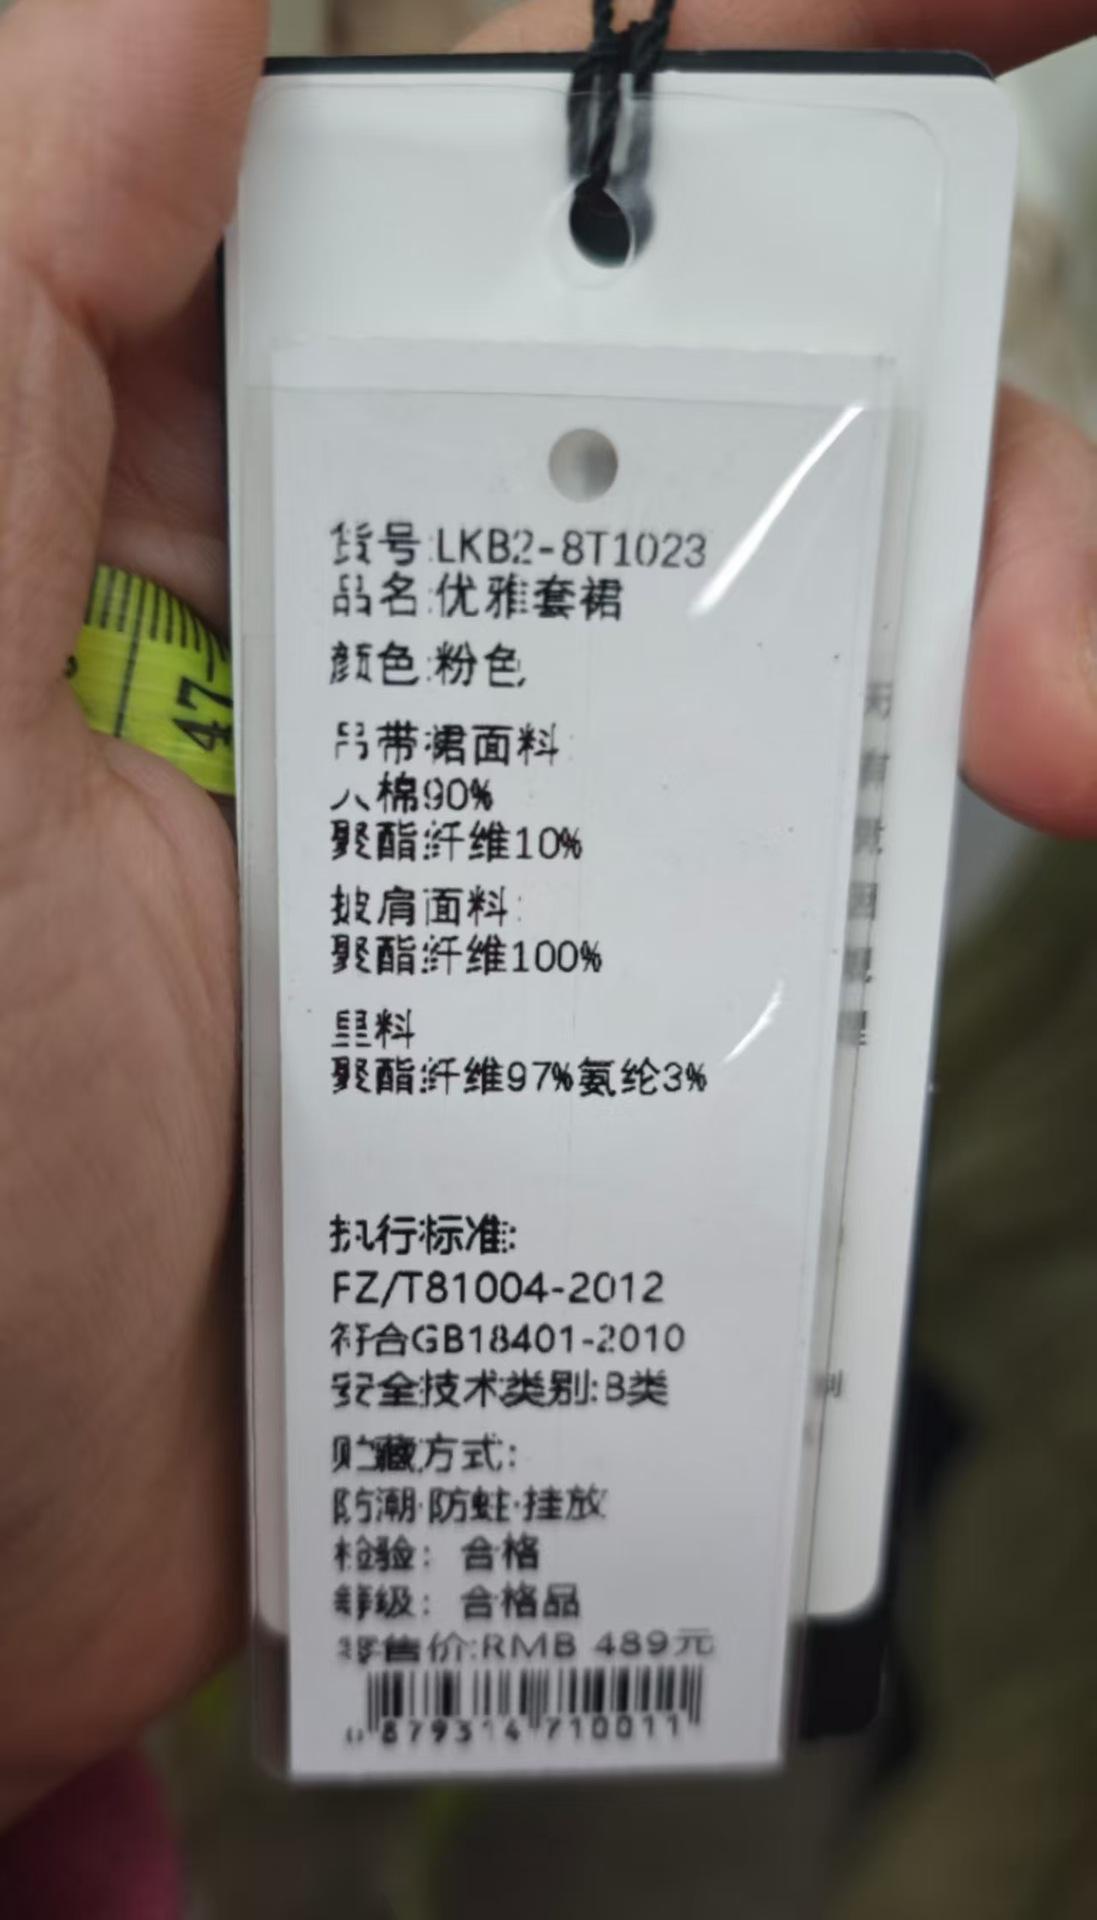 货号:LKB2-8T1023
品名:优雅套裙
颜色:粉色
吊带裙面料:
人棉90%
聚酯纤维10%
披肩面料:
聚酯纤维100%
里料
聚酯纤维97%氨纶3%
执行标准:
FZ/T81004-2012
符合GB18401-2010
安全技术类别:B类
贮藏方式:
防潮·防蛀·挂放
检验: 合格
等级: 合格品
零售价:RMB 489元
0 879314 710011
47